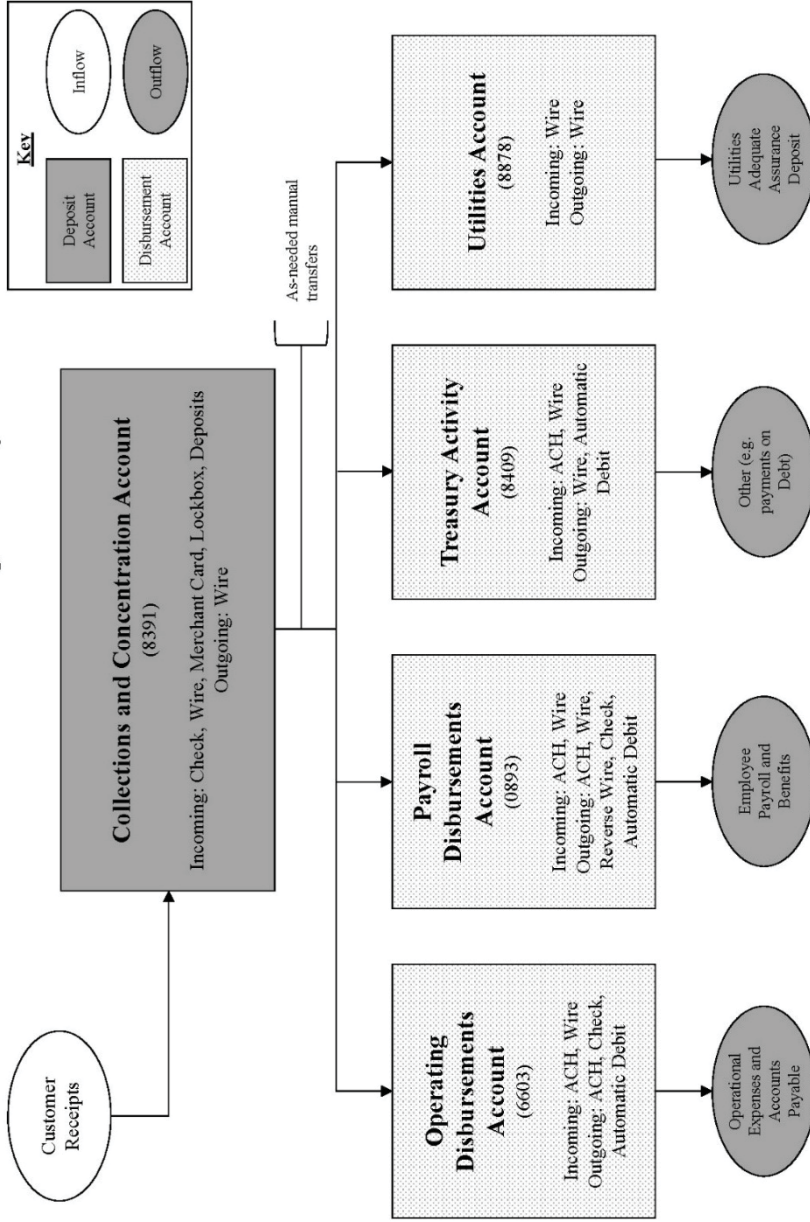 Key
Deposit
Account
Inflow
Disbursement
Account
Outflow
Customer
Receipts
Collections and Concentration Account
(8391)
Incoming: Check, Wire, Merchant Card, Lockbox, Deposits
Outgoing: Wire
As-needed manual
transfers
Operating
Disbursements
Account
(6603)
Incoming: ACH, Wire
Outgoing: ACH, Check,
Automatic Debit
Payroll
Disbursements
Account
(0893)
Incoming: ACH, Wire
Outgoing: ACH, Wire,
Reverse Wire, Check,
Automatic Debit
Treasury Activity
Account
(8409)
Incoming: ACH, Wire
Outgoing: Wire, Automatic
Debit
Utilities Account
(8878)
Incoming: Wire
Outgoing: Wire
Operational
Expenses and
Accounts
Payable
Employee
Payroll and
Benefits
Other (e.g.
payments on
Debt)
Utilities
Adequate
Assurance
Deposit